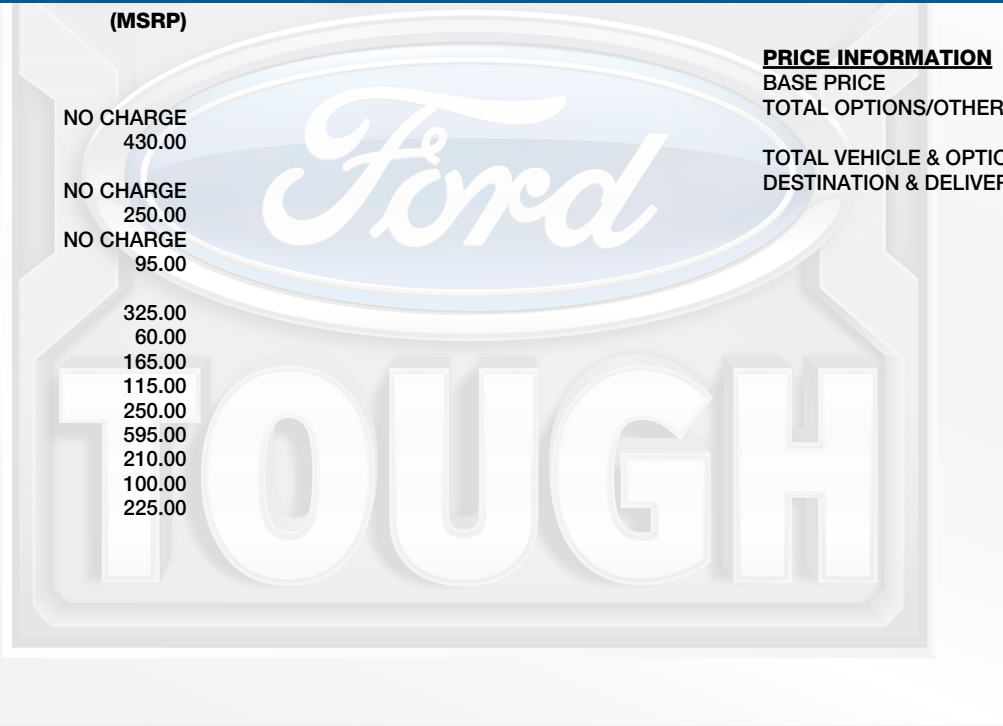 (MSRP)
NO CHARGE
430.00
NO CHARGE
250.00
NO CHARGE
95.00
325.00
60.00
165.00
115.00
250.00
595.00
210.00
100.00
225.00
PRICE INFORMATION
BASE PRICE
TOTAL OPTIONS/OTHER
TOTAL VEHICLE & OPTIO
DESTINATION & DELIVER
Ford
TOUGH